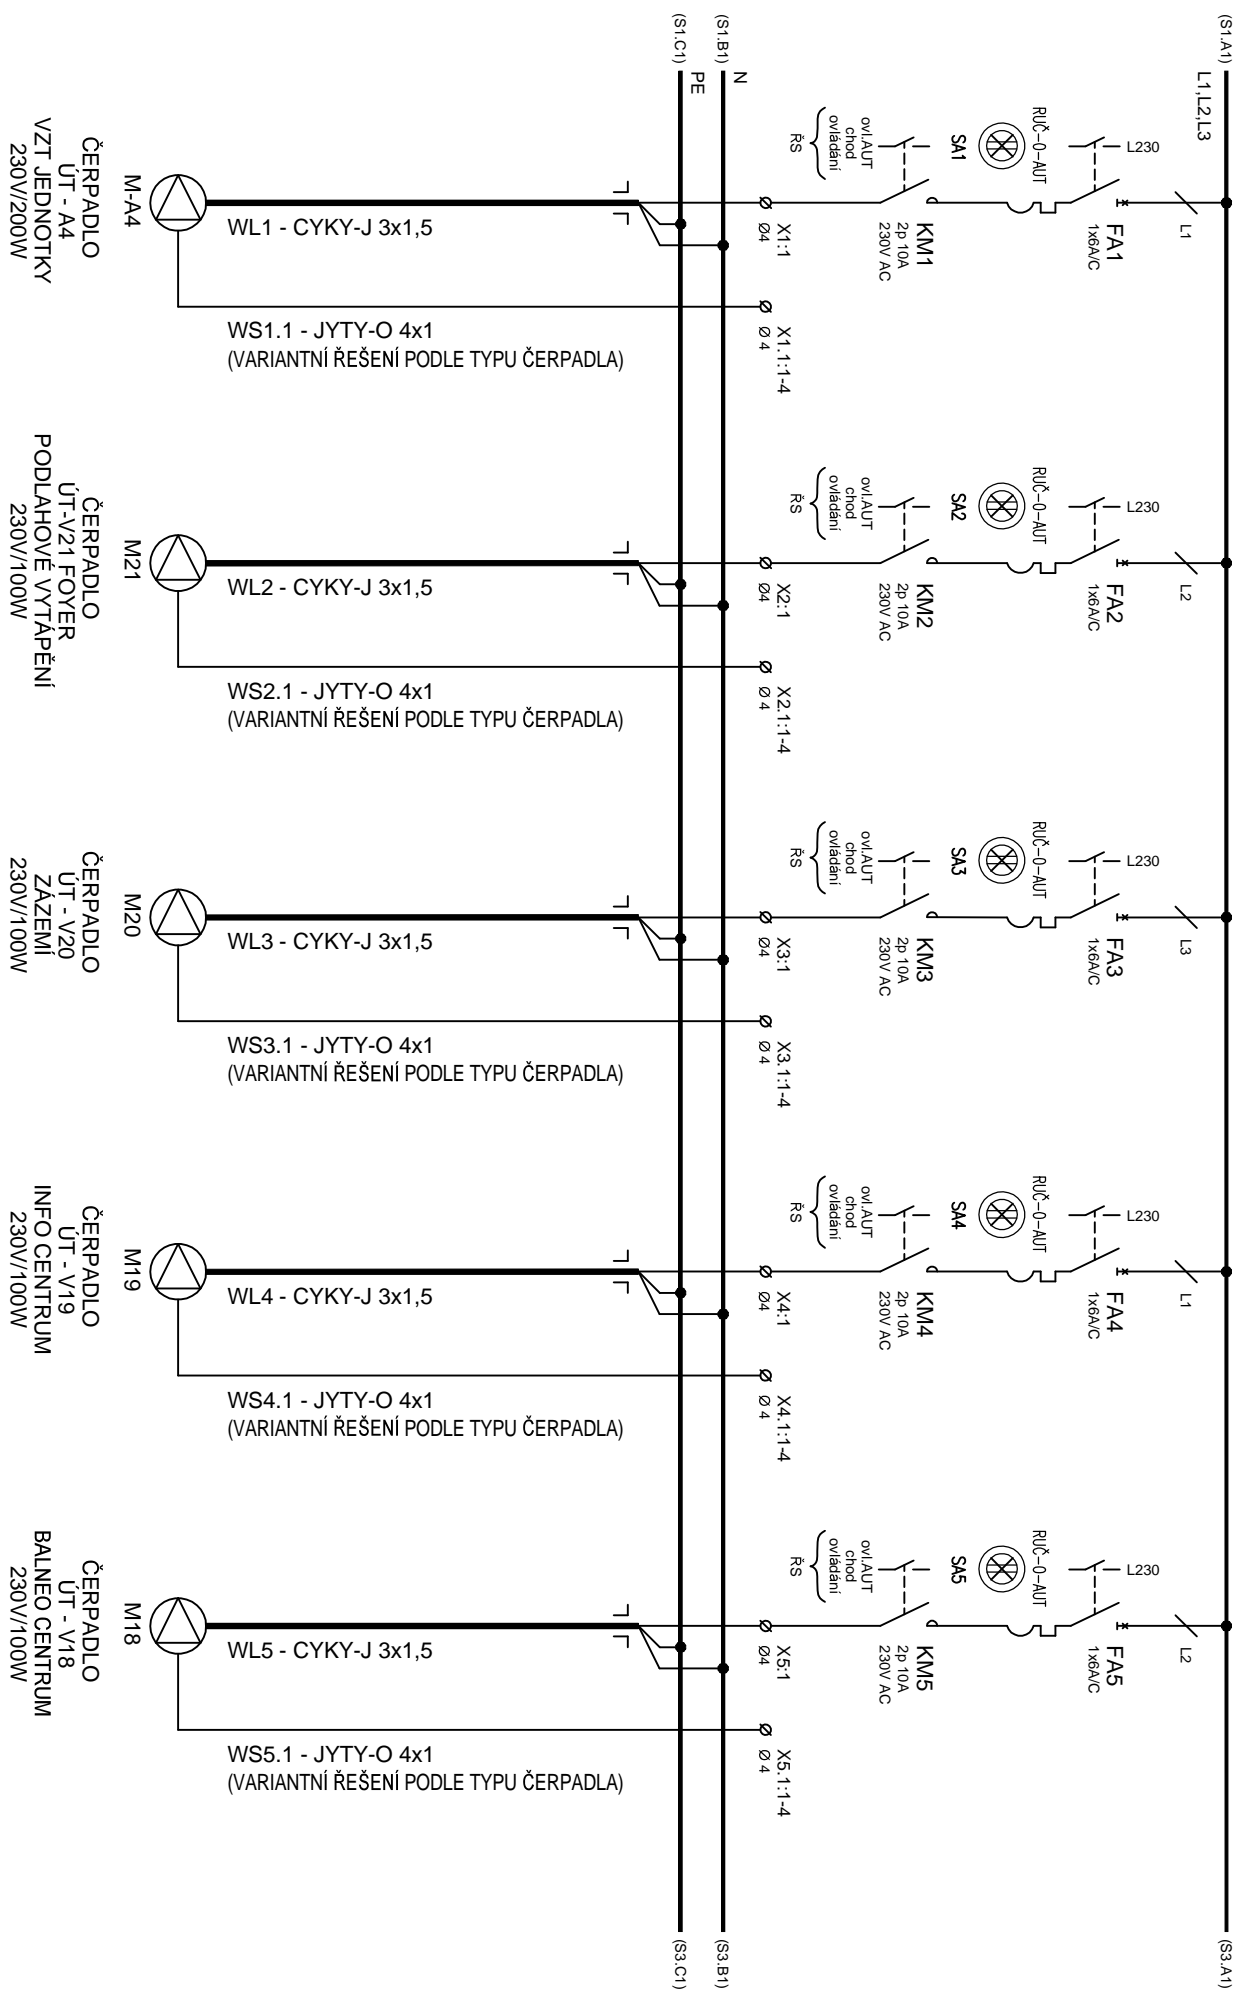 (S1.A1)
L1,L2,L3
(S3.A1)
(S1.B1)
N
(S3.B1)
(S1.C1)
PE
(S3.C1)
L1
FA1
1x6A/C
L230
RUČ-0-AUT
SA1
KM1
2p 10A
230V AC
ovl.AUT
chod
ovládání
ŘS
X1:1
Ø4
X1.1:1-4
Ø 4
WL1 - CYKY-J 3x1,5
WS1.1 - JYTY-O 4x1
(VARIANTNÍ ŘEŠENÍ PODLE TYPU ČERPADLA)
M-A4
ČERPADLO
ÚT - A4
VZT JEDNOTKY
230V/200W
L2
FA2
1x6A/C
L230
RUČ-0-AUT
SA2
KM2
2p 10A
230V AC
ovl.AUT
chod
ovládání
ŘS
X2:1
Ø4
X2.1:1-4
Ø 4
WL2 - CYKY-J 3x1,5
WS2.1 - JYTY-O 4x1
(VARIANTNÍ ŘEŠENÍ PODLE TYPU ČERPADLA)
M21
ČERPADLO
ÚT-V21 FOYER
PODLAHOVÉ VYTÁPĚNÍ
230V/100W
L3
FA3
1x6A/C
L230
RUČ-0-AUT
SA3
KM3
2p 10A
230V AC
ovl.AUT
chod
ovládání
ŘS
X3:1
Ø4
X3.1:1-4
Ø 4
WL3 - CYKY-J 3x1,5
WS3.1 - JYTY-O 4x1
(VARIANTNÍ ŘEŠENÍ PODLE TYPU ČERPADLA)
M20
ČERPADLO
ÚT - V20
ZÁZEMÍ
230V/100W
L1
FA4
1x6A/C
L230
RUČ-0-AUT
SA4
KM4
2p 10A
230V AC
ovl.AUT
chod
ovládání
ŘS
X4:1
Ø4
X4.1:1-4
Ø 4
WL4 - CYKY-J 3x1,5
WS4.1 - JYTY-O 4x1
(VARIANTNÍ ŘEŠENÍ PODLE TYPU ČERPADLA)
M19
ČERPADLO
ÚT - V19
INFO CENTRUM
230V/100W
L2
FA5
1x6A/C
L230
RUČ-0-AUT
SA5
KM5
2p 10A
230V AC
ovl.AUT
chod
ovládání
ŘS
X5:1
Ø4
X5.1:1-4
Ø 4
WL5 - CYKY-J 3x1,5
WS5.1 - JYTY-O 4x1
(VARIANTNÍ ŘEŠENÍ PODLE TYPU ČERPADLA)
M18
ČERPADLO
ÚT - V18
BALNEO CENTRUM
230V/100W